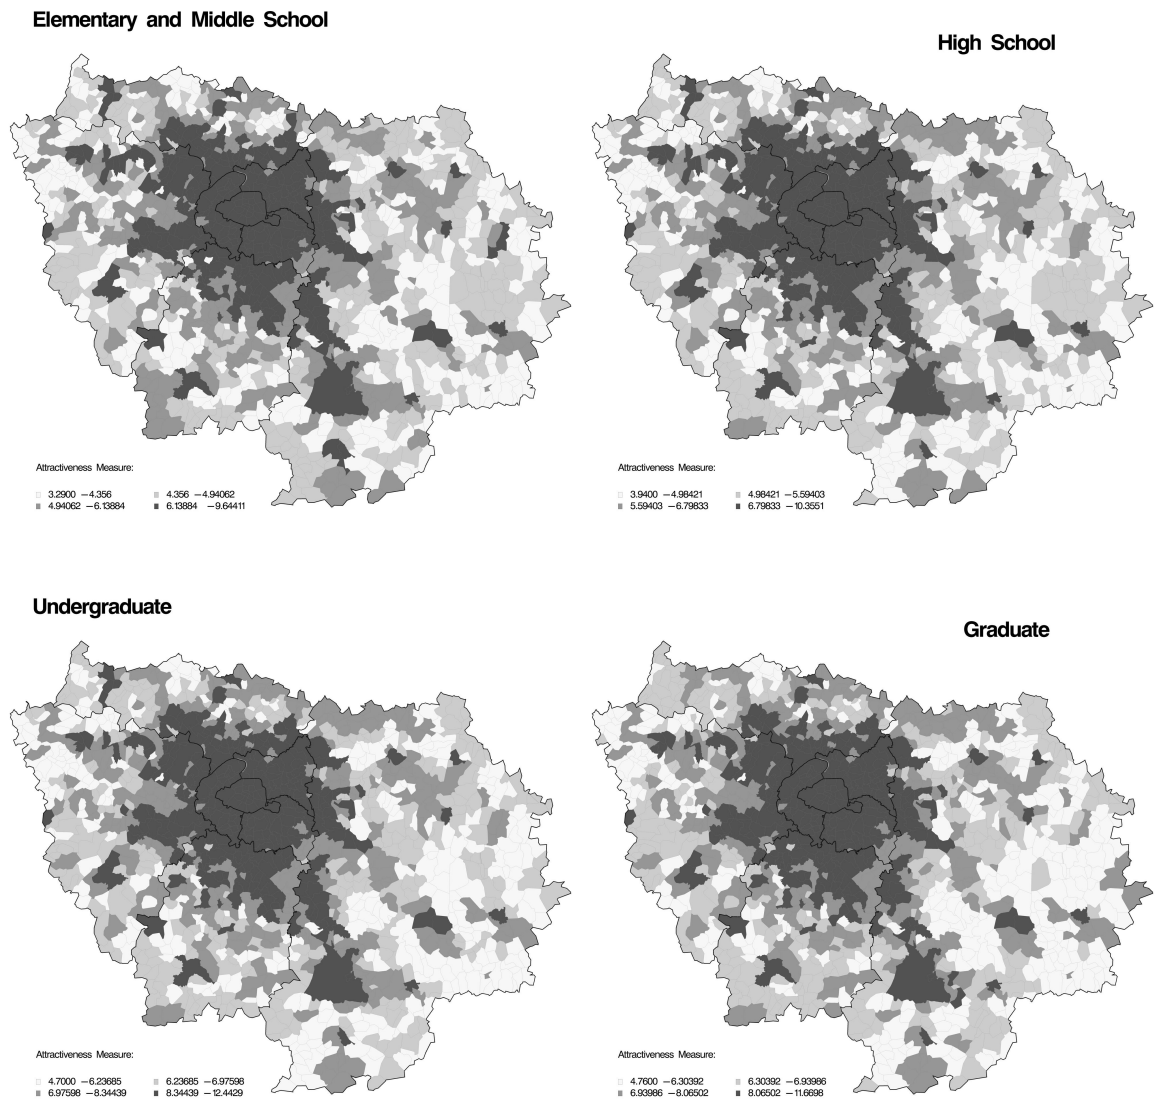 Elementary and Middle School
High School
Attractiveness Measure:
3.2900 – 4.356 4.356 – 4.94062
4.94062 – 6.13884 6.13884 – 9.64411
Attractiveness Measure:
3.9400 – 4.98421 4.98421 – 5.59403
5.59403 – 6.79833 6.79833 – 10.3551
Undergraduate
Graduate
Attractiveness Measure:
4.7000 – 6.23685 6.23685 – 6.97598
6.97598 – 8.34439 8.34439 – 12.4429
Attractiveness Measure:
4.7600 – 6.30392 6.30392 – 6.93986
6.93986 – 8.06502 8.06502 – 11.6698